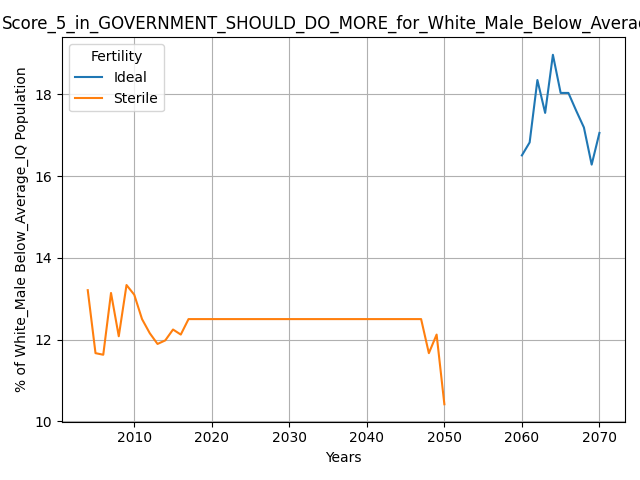 Score_5_in_GOVERNMENT_SHOULD_DO_MORE_for_White_Male_Below_Avera
Fertility
Ideal
Sterile
% of White_Male Below_Average_IQ Population
18
16
14
12
10
2010 2020 2030 2040 2050 2060 2070
Years